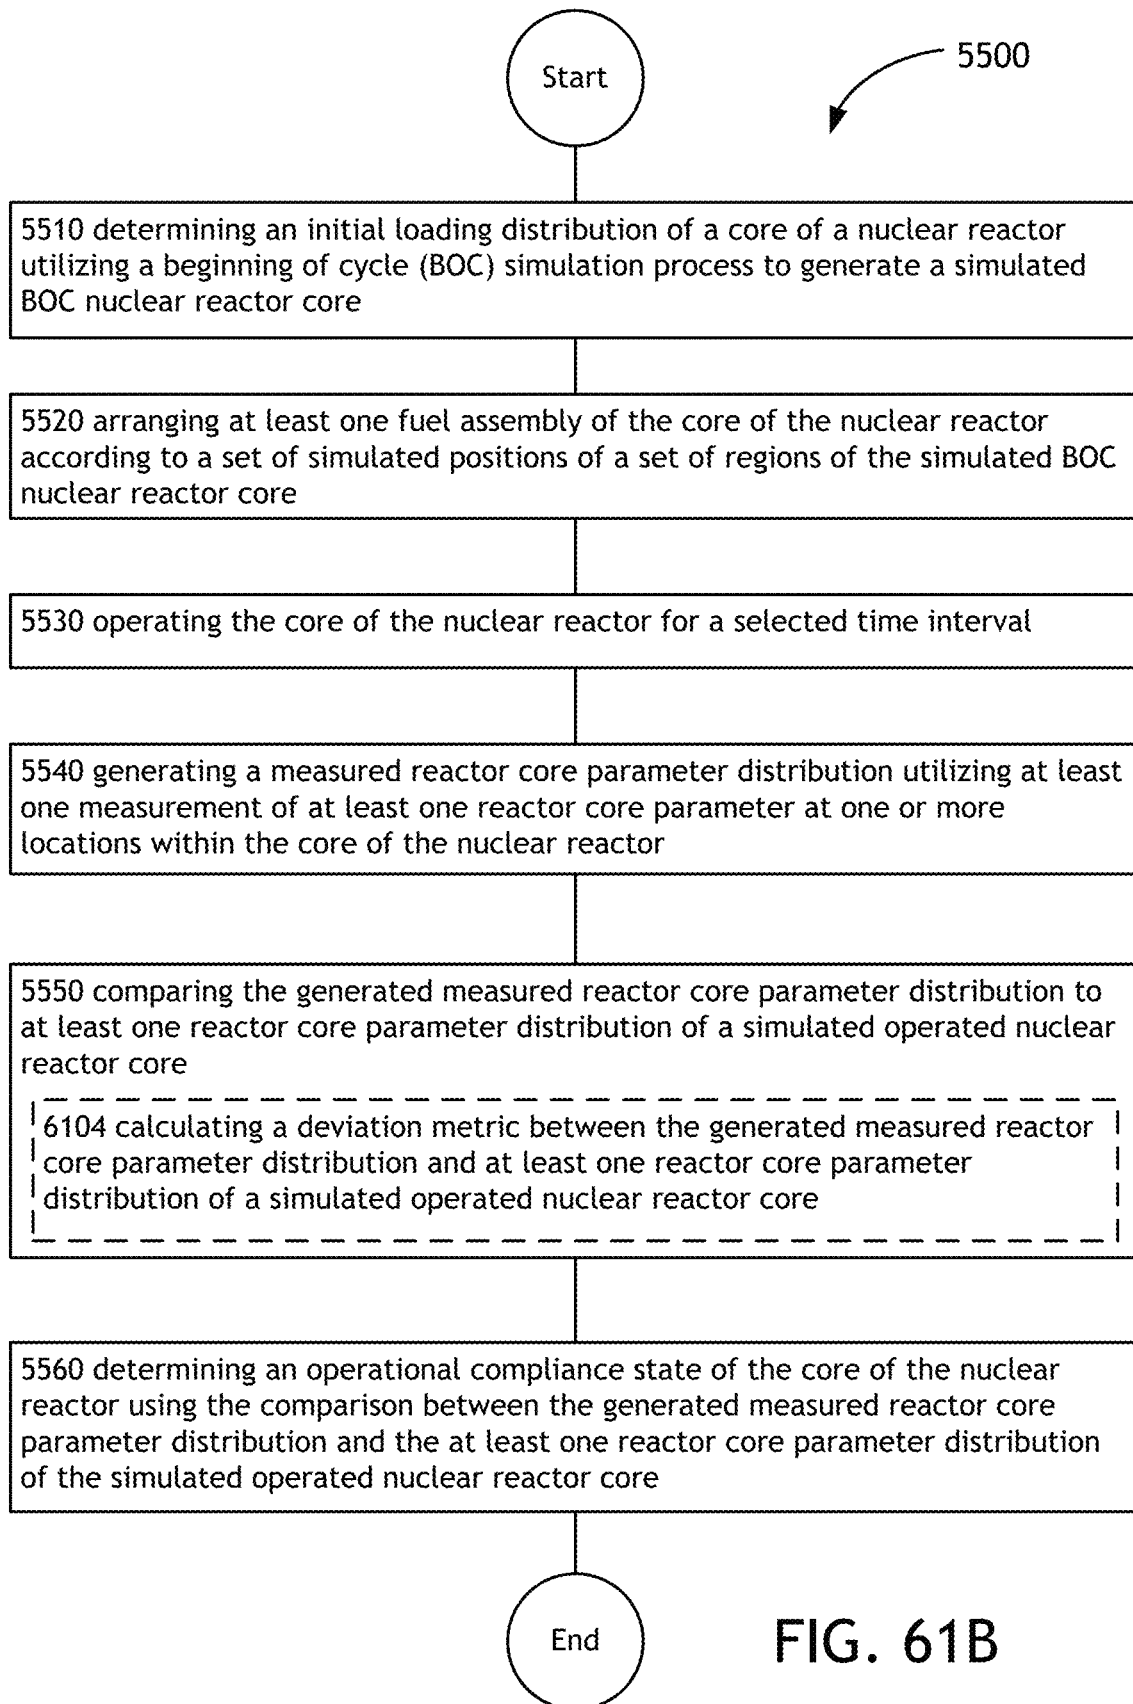 Start
5500
5510 determining an initial loading distribution of a core of a nuclear reactor
utilizing a beginning of cycle (BOC) simulation process to generate a simulated
BOC nuclear reactor core
5520 arranging at least one fuel assembly of the core of the nuclear reactor
according to a set of simulated positions of a set of regions of the simulated BOC
nuclear reactor core
5530 operating the core of the nuclear reactor for a selected time interval
5540 generating a measured reactor core parameter distribution utilizing at least
one measurement of at least one reactor core parameter at one or more
locations within the core of the nuclear reactor
5550 comparing the generated measured reactor core parameter distribution to
at least one reactor core parameter distribution of a simulated operated nuclear
reactor core
6104 calculating a deviation metric between the generated measured reactor
core parameter distribution and at least one reactor core parameter
distribution of a simulated operated nuclear reactor core
5560 determining an operational compliance state of the core of the nuclear
reactor using the comparison between the generated measured reactor core
parameter distribution and the at least one reactor core parameter distribution
of the simulated operated nuclear reactor core
End
FIG. 61B